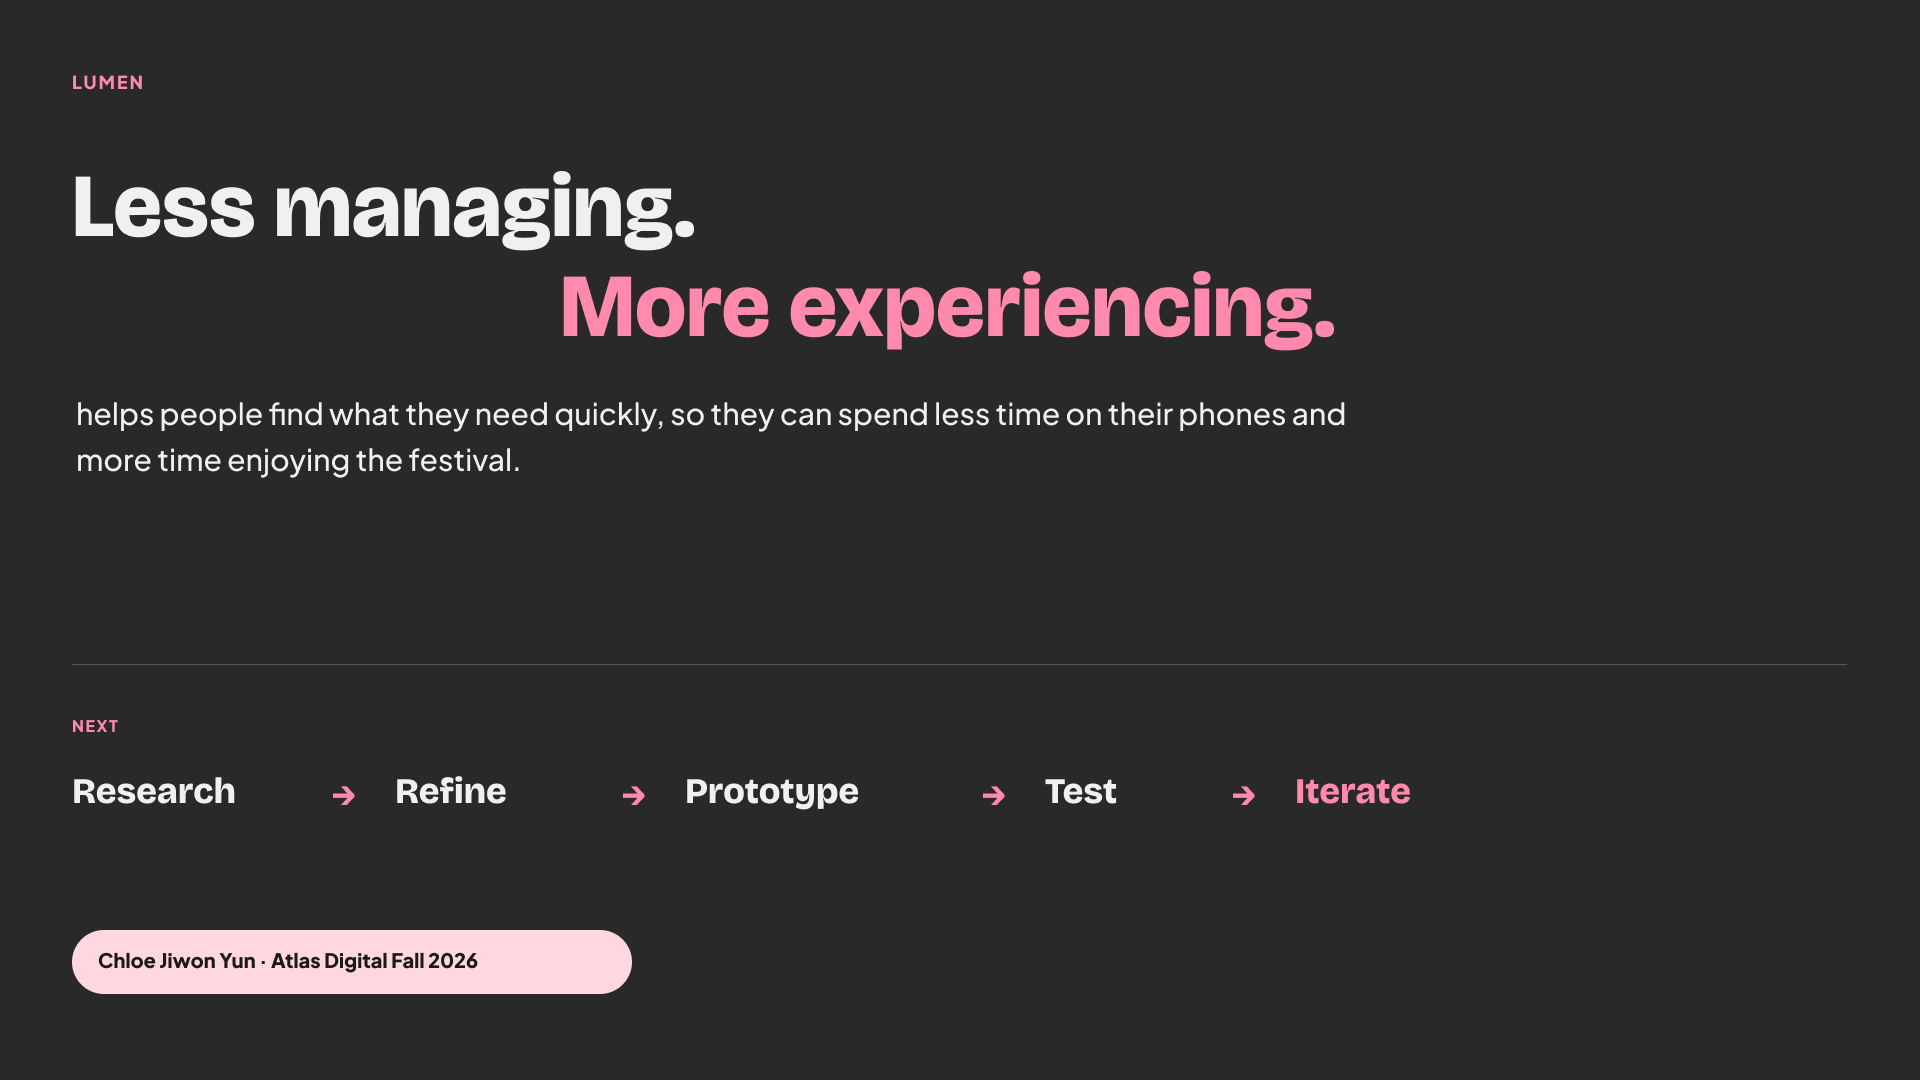 LUMEN
Less managing.
More experiencing.
helps people find what they need quickly, so they can spend less time on their phones and
more time enjoying the festival.
NEXT
Research → Refine → Prototype → Test → Iterate
Chloe Jiwon Yun · Atlas Digital Fall 2026